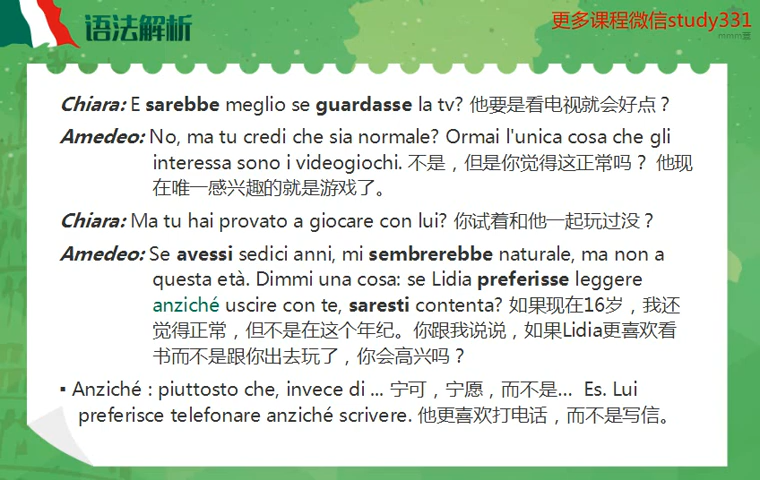 语法解析
更多课程微信study331
mmm萱
Chiara: E sarebbe meglio se guardasse la tv? 他要是看电视就会好点？
Amedeo: No, ma tu credi che sia normale? Ormai l'unica cosa che gli
interessa sono i videogiochi. 不是，但是你觉得这正常吗？ 他现
在唯一感兴趣的就是游戏了。
Chiara: Ma tu hai provato a giocare con lui? 你试着和他一起玩过没？
Amedeo: Se avessi sedici anni, mi sembrerebbe naturale, ma non a
questa età. Dimmi una cosa: se Lidia preferisse leggere
anziché uscire con te, saresti contenta? 如果现在16岁，我还
觉得正常，但不是在这个年纪。你跟我说说，如果Lidia更喜欢看
书而不是跟你出去玩了，你会高兴吗？
▪ Anziché : piuttosto che, invece di ... 宁可，宁愿，而不是... Es. Lui
preferisce telefonare anziché scrivere. 他更喜欢打电话，而不是写信。